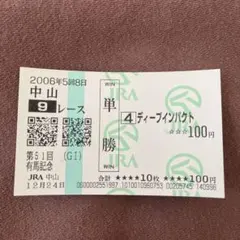 2006年5回8日
中山
9レース
第51回 (GI)
有馬記念
JRA 中山
12月24日
WIN
単勝
WIN
4 ディープインパクト
☆☆☆100円
合計 ★★★★10枚 ★★★★100円